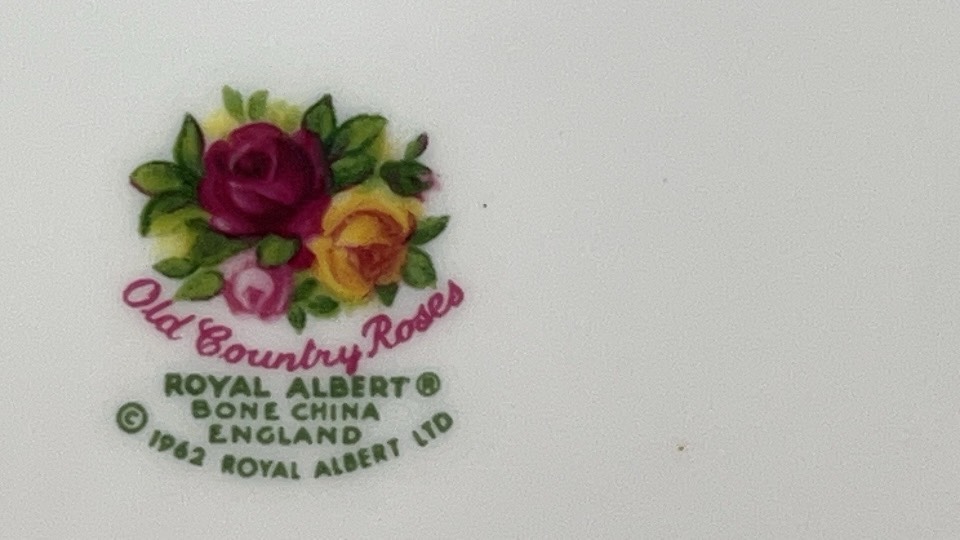 Old Country Roses
ROYAL ALBERT®
BONE CHINA
ENGLAND
© 1962 ROYAL ALBERT LTD